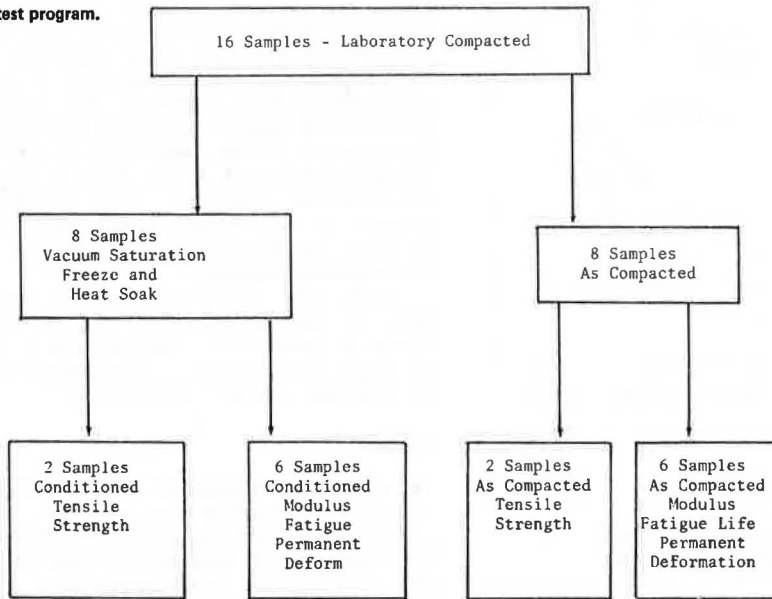 test program.
16 Samples - Laboratory Compacted
8 Samples
Vacuum Saturation
Freeze and
Heat Soak
8 Samples
As Compacted
2 Samples
Conditioned
Tensile
Strength
6 Samples
Conditioned
Modulus
Fatigue
Permanent
Deform
2 Samples
As Compacted
Tensile
Strength
6 Samples
As Compacted
Modulus
Fatigue Life
Permanent
Deformation